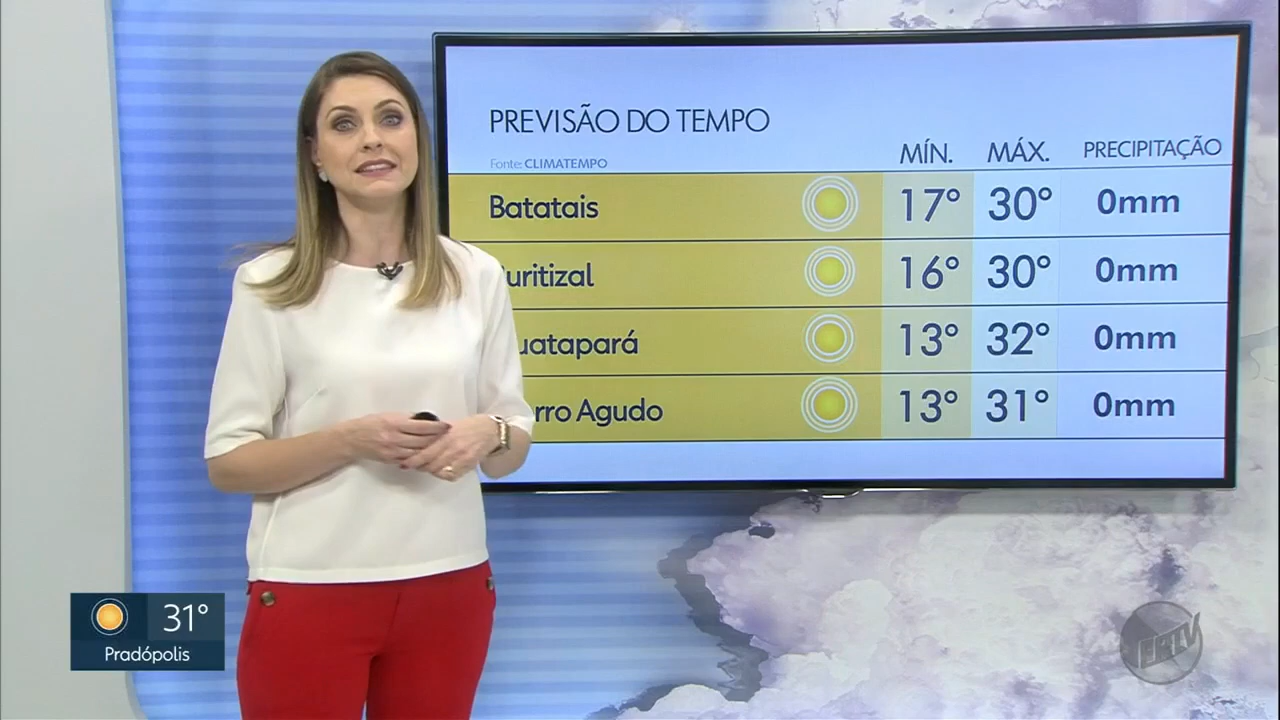 PREVISÃO DO TEMPO
Fonte: CLIMATEMPO
MÍN. MÁX. PRECIPITAÇÃO
Batatais 17° 30° 0mm
uritizal 16° 30° 0mm
uatapará 13° 32° 0mm
orro Agudo 13° 31° 0mm
31°
Pradópolis
EPTV